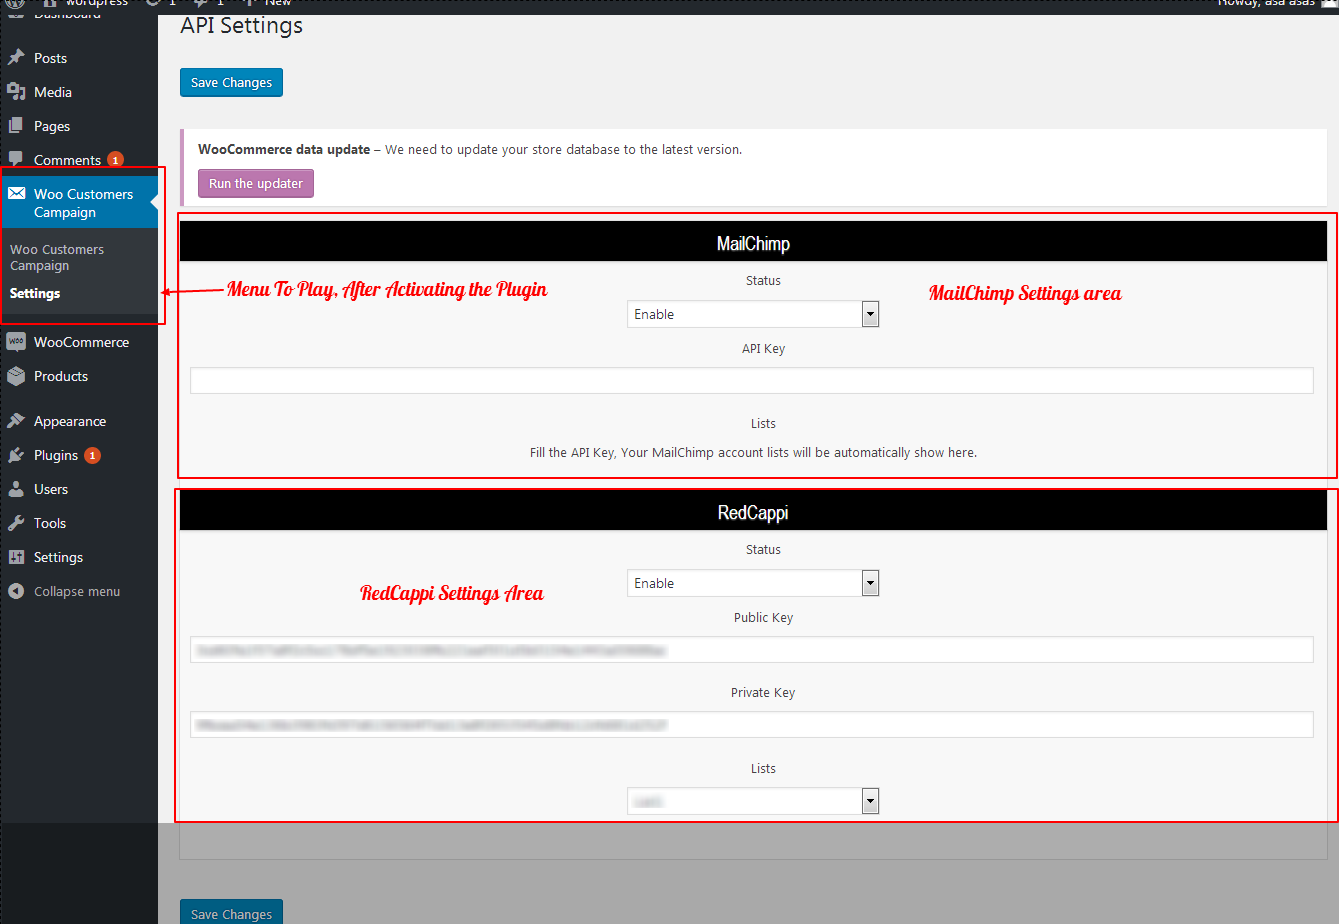 wordpress
1
1
New
Howdy, asa asas
Dashboard
Posts
Media
Pages
Comments 1
Woo Customers
Campaign
Woo Customers
Campaign
Settings
WooCommerce
Products
Appearance
Plugins 1
Users
Tools
Settings
Collapse menu
API Settings
Save Changes
WooCommerce data update – We need to update your store database to the latest version.
Run the updater
MailChimp
Status
Menu To Play, After Activating the Plugin
MailChimp Settings area
Enable
API Key
Lists
Fill the API Key, Your MailChimp account lists will be automatically show here.
RedCappi
Status
Enable
RedCappi Settings Area
Public Key
Private Key
Lists
Save Changes